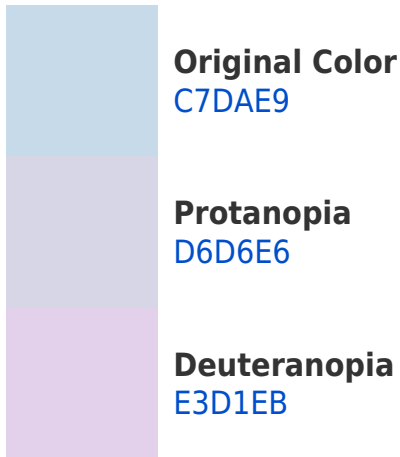 Original Color
C7DAE9
Protanopia
D6D6E6
Deuteranopia
E3D1EB